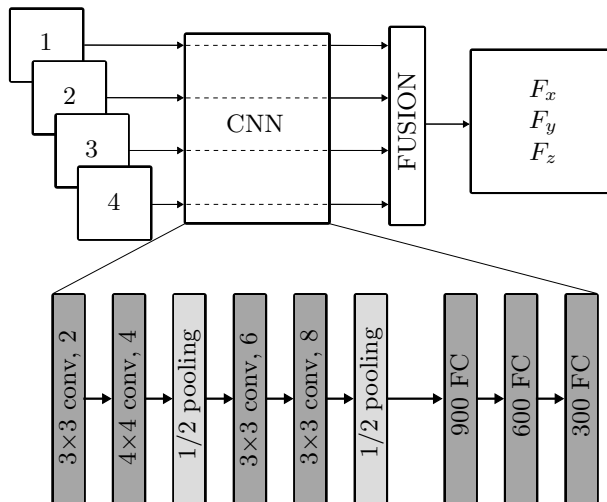 1
2
3
4
CNN
FUSION
F_x
F_y
F_z
3×3 conv, 2
4×4 conv, 4
1/2 pooling
3×3 conv, 6
3×3 conv, 8
1/2 pooling
900 FC
600 FC
300 FC